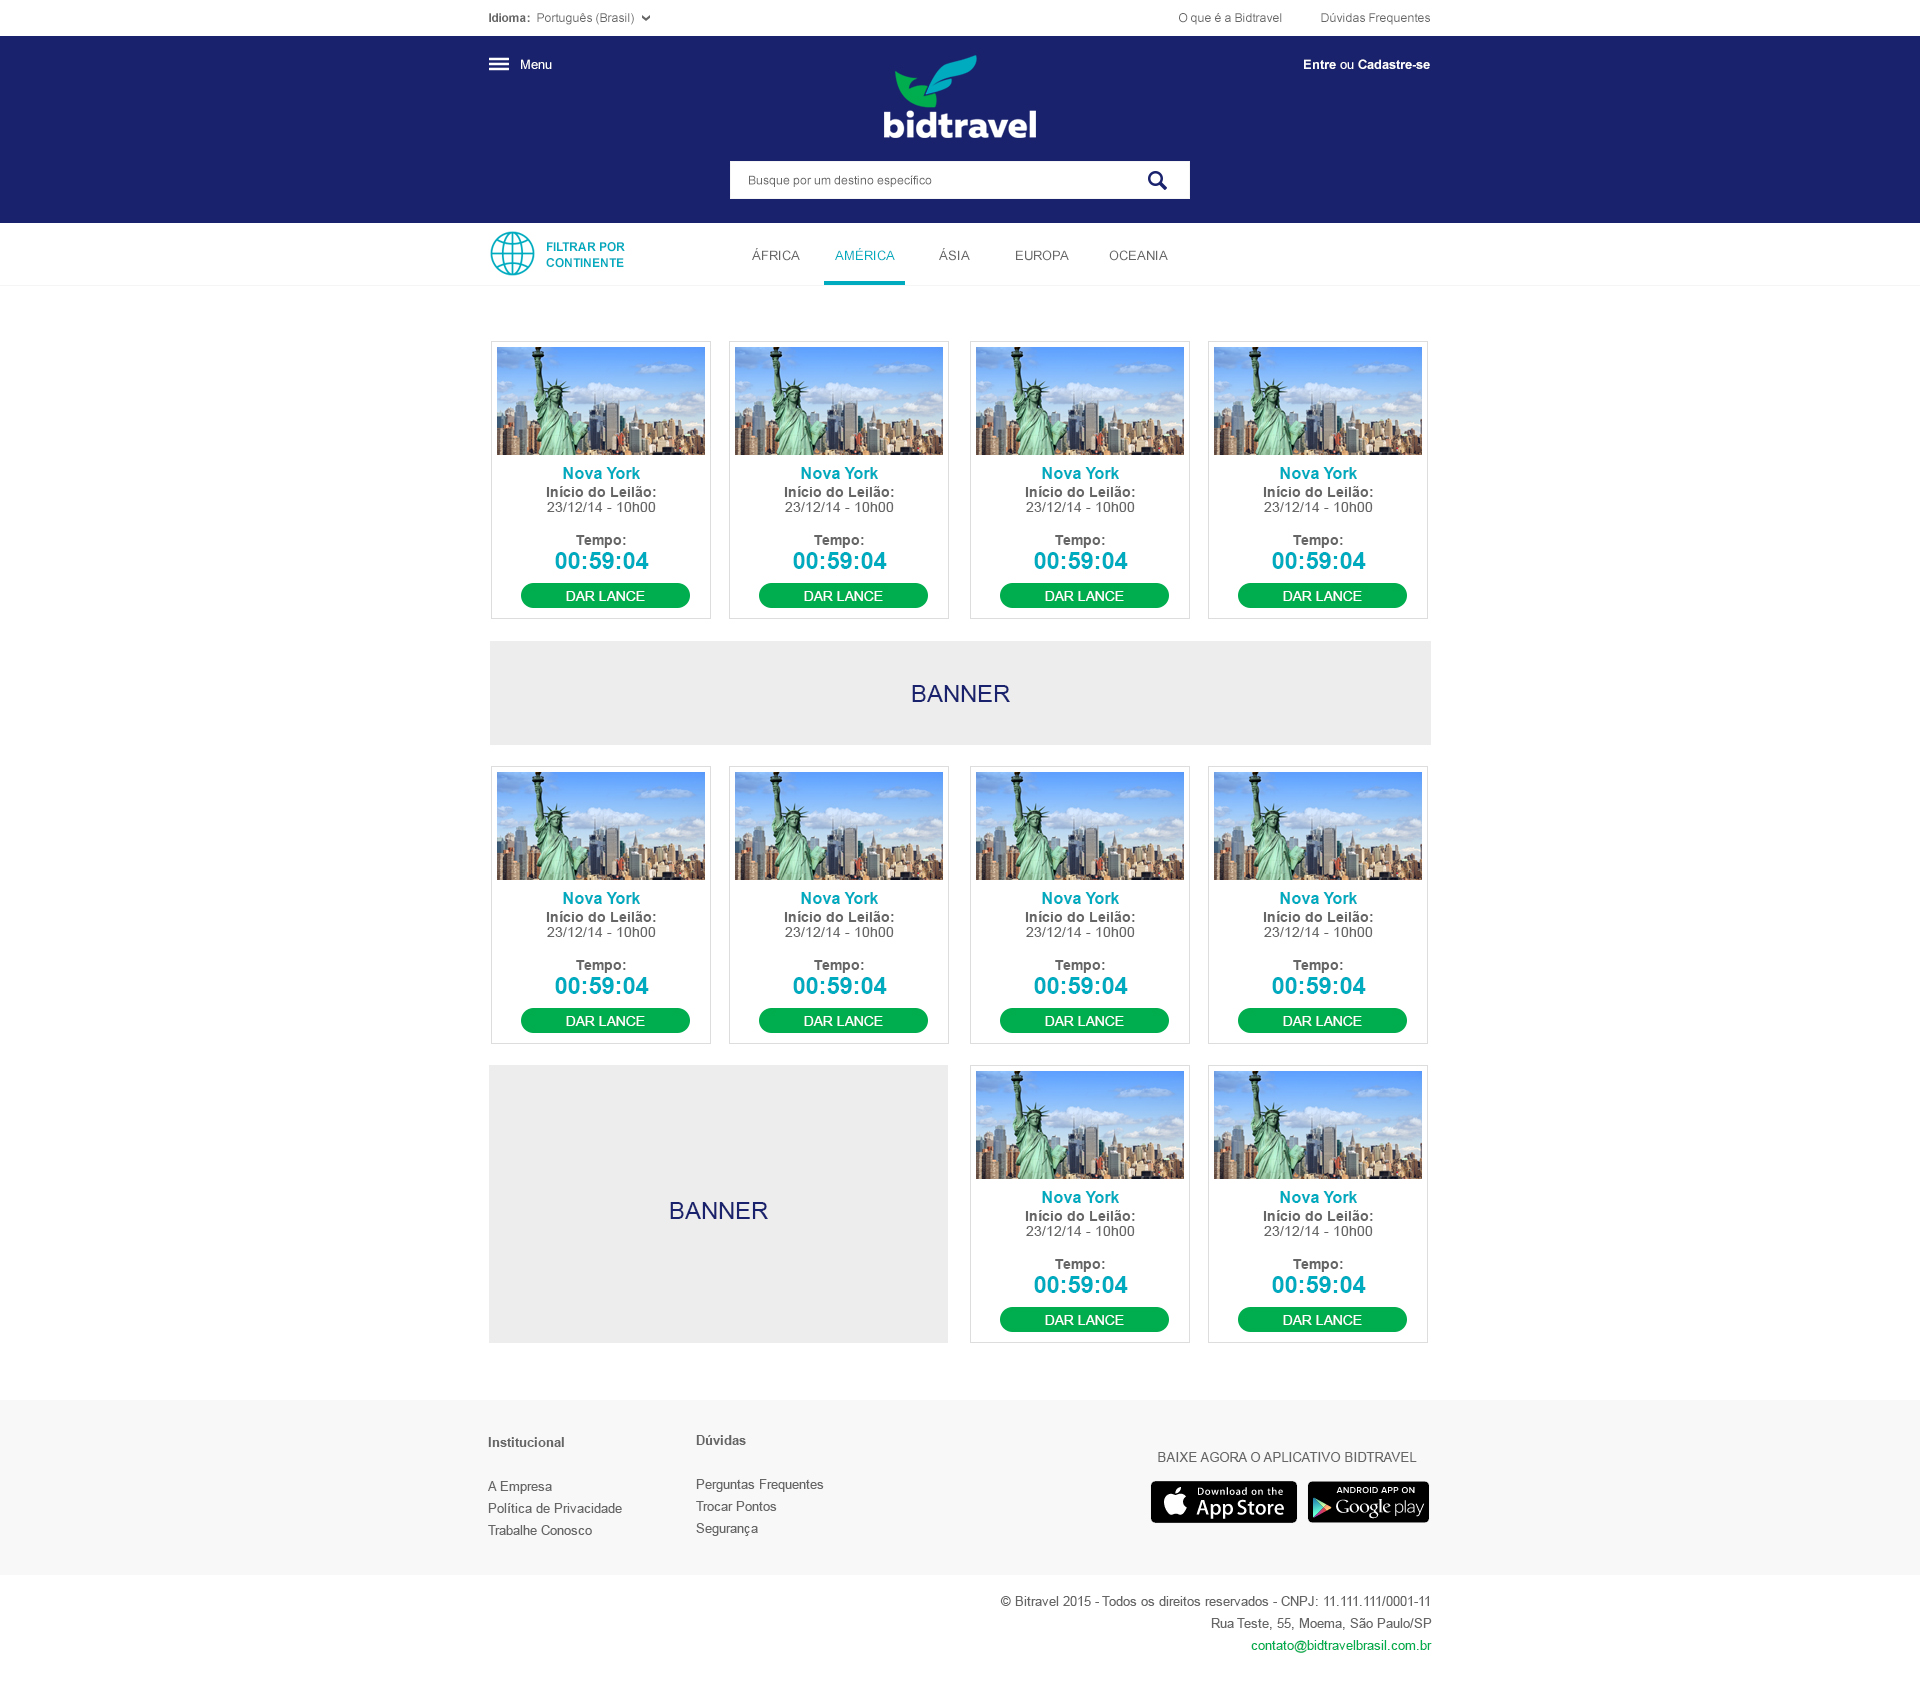 Idioma: Português (Brasil)
O que é a Bidtravel
Dúvidas Frequentes
Menu
bidtravel
Entre ou Cadastre-se
Busque por um destino específico
FILTRAR POR
CONTINENTE
ÁFRICA
AMÉRICA
ÁSIA
EUROPA
OCEANIA
Nova York
Início do Leilão:
23/12/14 - 10h00
Tempo:
00:59:04
DAR LANCE
Nova York
Início do Leilão:
23/12/14 - 10h00
Tempo:
00:59:04
DAR LANCE
Nova York
Início do Leilão:
23/12/14 - 10h00
Tempo:
00:59:04
DAR LANCE
Nova York
Início do Leilão:
23/12/14 - 10h00
Tempo:
00:59:04
DAR LANCE
BANNER
Nova York
Início do Leilão:
23/12/14 - 10h00
Tempo:
00:59:04
DAR LANCE
Nova York
Início do Leilão:
23/12/14 - 10h00
Tempo:
00:59:04
DAR LANCE
Nova York
Início do Leilão:
23/12/14 - 10h00
Tempo:
00:59:04
DAR LANCE
Nova York
Início do Leilão:
23/12/14 - 10h00
Tempo:
00:59:04
DAR LANCE
BANNER
Nova York
Início do Leilão:
23/12/14 - 10h00
Tempo:
00:59:04
DAR LANCE
Nova York
Início do Leilão:
23/12/14 - 10h00
Tempo:
00:59:04
DAR LANCE
Institucional
A Empresa
Política de Privacidade
Trabalhe Conosco
Dúvidas
Perguntas Frequentes
Trocar Pontos
Segurança
BAIXE AGORA O APLICATIVO BIDTRAVEL
Download on the
App Store
ANDROID APP ON
Google play
© Bitravel 2015 - Todos os direitos reservados - CNPJ: 11.111.111/0001-11
Rua Teste, 55, Moema, São Paulo/SP
contato@bidtravelbrasil.com.br